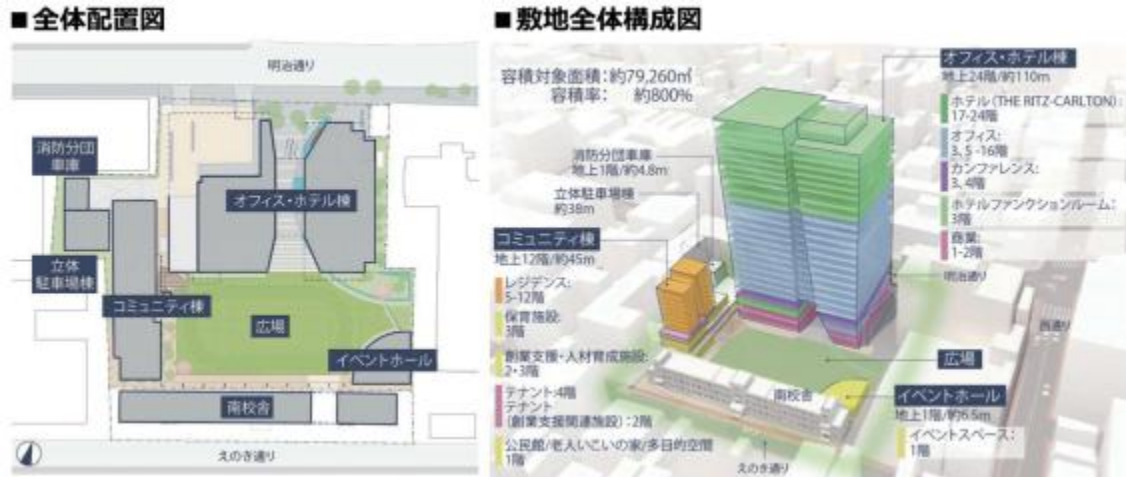 ■全体配置図
明治通り
消防分団
車庫
オフィス・ホテル棟
立体
駐車場棟
コミュニティ棟
広場
イベントホール
南校舎
えのき通り
■敷地全体構成図
容積対象面積:約79,260㎡
容積率: 約800%
オフィス・ホテル棟
地上24階/約110m
ホテル(THE RITZ-CARLTON):
17-24階
オフィス:
3, 5-16階
カンファレンス:
3, 4階
ホテルファンクションルーム:
3階
商業:
1-2階
消防分団車庫
地上1階/約4.8m
立体駐車場棟
約38m
コミュニティ棟
地上12階/約45m
レジデンス:
5-12階
保育施設:
3階
創業支援・人材育成施設:
2・3階
テナント:4階
テナント
(創業支援関連施設):2階
公民館/老人いこいの家/多目的空間
1階
明治通り
西通り
広場
南校舎
イベントホール
地上1階/約6.5m
イベントスペース:
1階
えのき通り